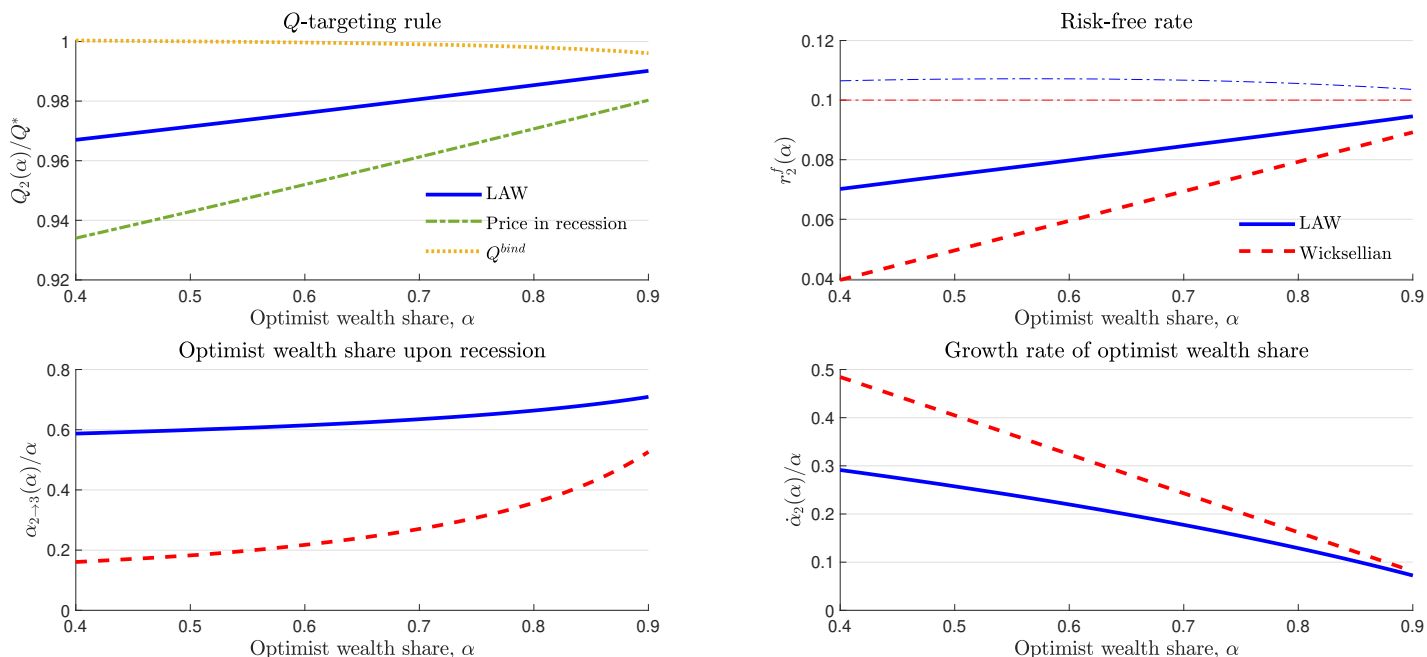 Q-targeting rule
1
0.98
0.96
0.94
0.92
Q₂(α)/Q*
LAW
Price in recession
Q^bind
0.4 0.5 0.6 0.7 0.8 0.9
Optimist wealth share, α
Risk-free rate
0.12
0.1
0.08
0.06
0.04
r₂^f(α)
LAW
Wicksellian
0.4 0.5 0.6 0.7 0.8 0.9
Optimist wealth share, α
Optimist wealth share upon recession
0.8
0.6
0.4
0.2
0
α₂→₃(α)/α
0.4 0.5 0.6 0.7 0.8 0.9
Optimist wealth share, α
Growth rate of optimist wealth share
0.5
0.4
0.3
0.2
0.1
0
α̇₂(α)/α
0.4 0.5 0.6 0.7 0.8 0.9
Optimist wealth share, α